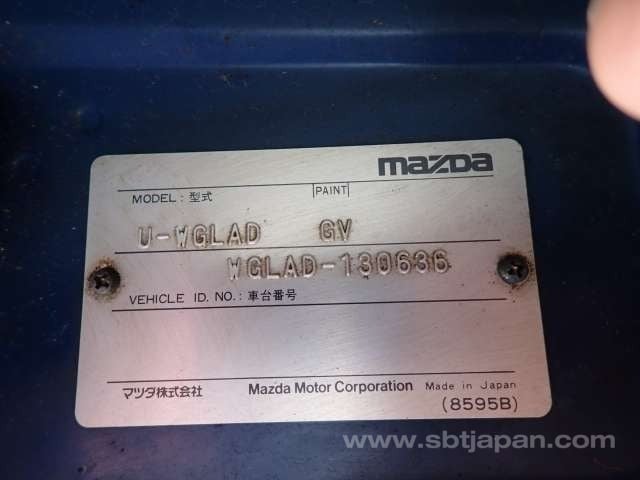 mazda
MODEL : 型式 PAINT
U-WGLAD GV
WGLAD-130636
VEHICLE ID. NO. : 車台番号
マツダ株式会社 Mazda Motor Corporation Made in Japan
(8595B)
www.sbtjapan.com